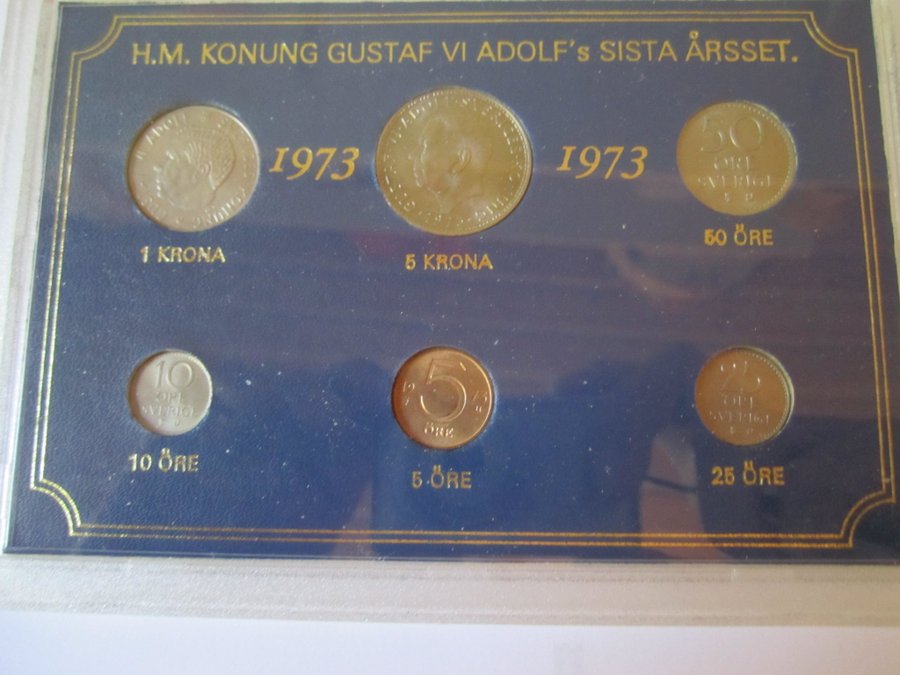 H.M. KONUNG GUSTAF VI ADOLF's SISTA ÅRSSET.
1973 1973
50
ÖRE
SVERIGE
1 KRONA
5 KRONA
50 ÖRE
10
ÖRE
SVERIGE
5
ÖRE
25
ÖRE
SVERIGE
10 ÖRE
5 ÖRE
25 ÖRE